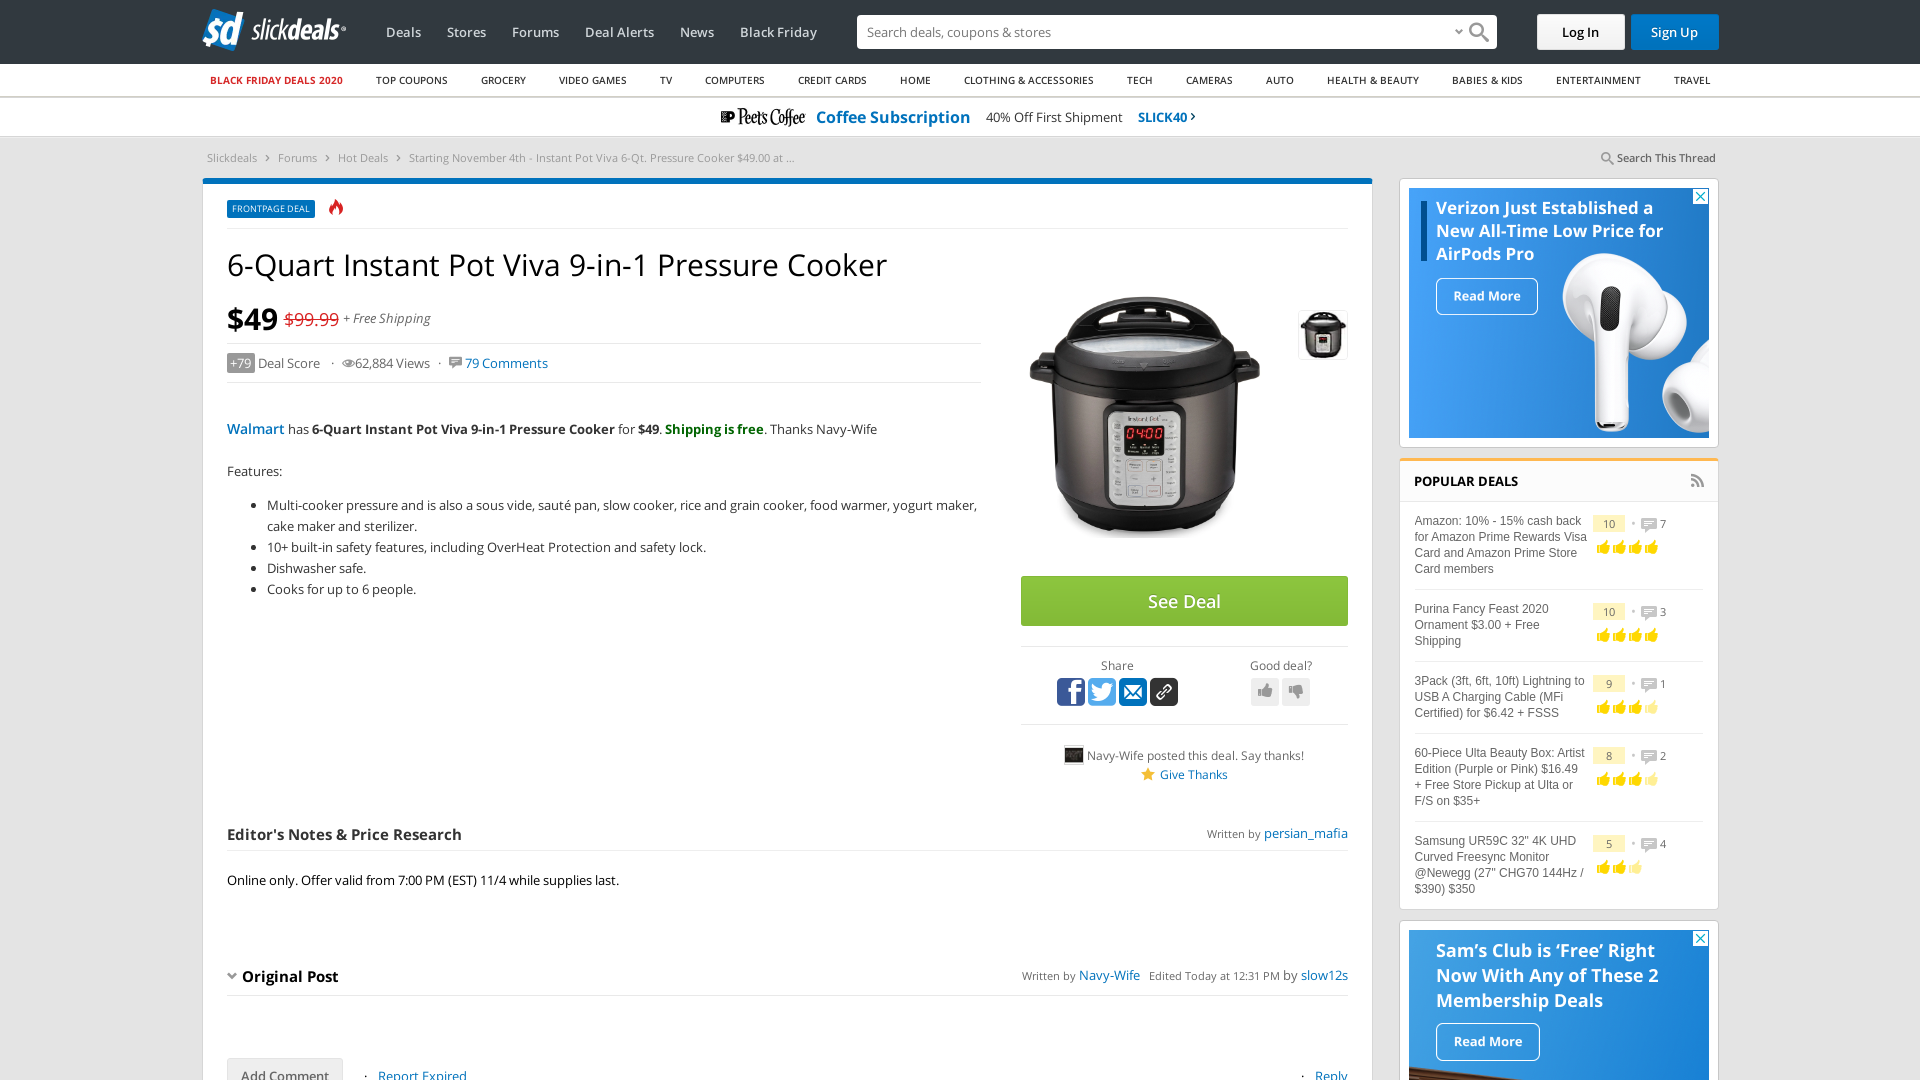 sd slickdeals
Deals
Stores
Forums
Deal Alerts
News
Black Friday
Search deals, coupons & stores
Log In
Sign Up
BLACK FRIDAY DEALS 2020
TOP COUPONS
GROCERY
VIDEO GAMES
TV
COMPUTERS
CREDIT CARDS
HOME
CLOTHING & ACCESSORIES
TECH
CAMERAS
AUTO
HEALTH & BEAUTY
BABIES & KIDS
ENTERTAINMENT
TRAVEL
Peet's Coffee
Coffee Subscription
40% Off First Shipment
SLICK40
Slickdeals
Forums
Hot Deals
Starting November 4th - Instant Pot Viva 6-Qt. Pressure Cooker $49.00 at ...
Search This Thread
FRONTPAGE DEAL
6-Quart Instant Pot Viva 9-in-1 Pressure Cooker
$49 $99.99 + Free Shipping
+79 Deal Score · 62,884 Views · 79 Comments
Walmart has 6-Quart Instant Pot Viva 9-in-1 Pressure Cooker for $49. Shipping is free. Thanks Navy-Wife
Features:
• Multi-cooker pressure and is also a sous vide, sauté pan, slow cooker, rice and grain cooker, food warmer, yogurt maker,
cake maker and sterilizer.
• 10+ built-in safety features, including OverHeat Protection and safety lock.
• Dishwasher safe.
• Cooks for up to 6 people.
Instant Pot
04:00
See Deal
Share
Good deal?
Navy-Wife posted this deal. Say thanks!
Give Thanks
Editor's Notes & Price Research
Written by persian_mafia
Online only. Offer valid from 7:00 PM (EST) 11/4 while supplies last.
Original Post
Written by Navy-Wife Edited Today at 12:31 PM by slow12s
Add Comment
· Report Expired
· Reply
Verizon Just Established a
New All-Time Low Price for
AirPods Pro
Read More
POPULAR DEALS
Amazon: 10% - 15% cash back
for Amazon Prime Rewards Visa
Card and Amazon Prime Store
Card members
10 • 7
Purina Fancy Feast 2020
Ornament $3.00 + Free
Shipping
10 • 3
3Pack (3ft, 6ft, 10ft) Lightning to
USB A Charging Cable (MFi
Certified) for $6.42 + FSSS
9 • 1
60-Piece Ulta Beauty Box: Artist
Edition (Purple or Pink) $16.49
+ Free Store Pickup at Ulta or
F/S on $35+
8 • 2
Samsung UR59C 32" 4K UHD
Curved Freesync Monitor
@Newegg (27" CHG70 144Hz /
$390) $350
5 • 4
Sam's Club is ‘Free’ Right
Now With Any of These 2
Membership Deals
Read More